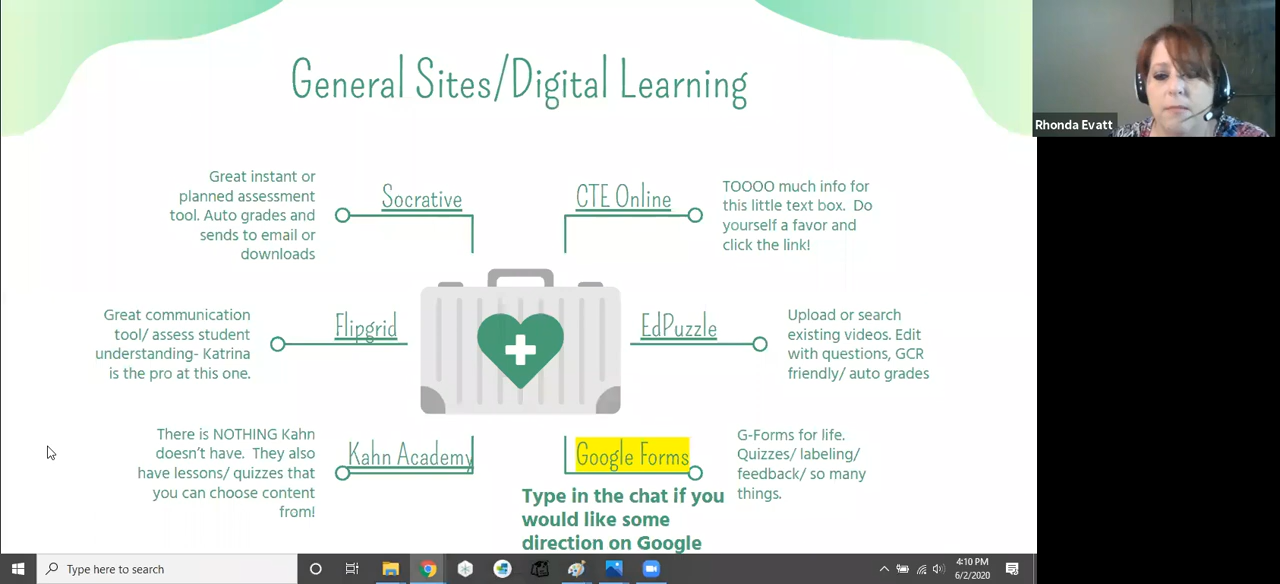 General Sites/Digital Learning
Rhonda Evatt
Great instant or
planned assessment
tool. Auto grades and
sends to email or
downloads
Socrative
CTE Online
TOOOO much info for
this little text box. Do
yourself a favor and
click the link!
Great communication
tool/ assess student
understanding- Katrina
is the pro at this one.
Flipgrid
EdPuzzle
Upload or search
existing videos. Edit
with questions, GCR
friendly/ auto grades
There is NOTHING Kahn
doesn't have. They also
have lessons/ quizzes that
you can choose content
from!
Kahn Academy
Google Forms
G-Forms for life.
Quizzes/ labeling/
feedback/ so many
things.
Type in the chat if you
would like some
direction on Google
Type here to search
4:10 PM
6/2/2020